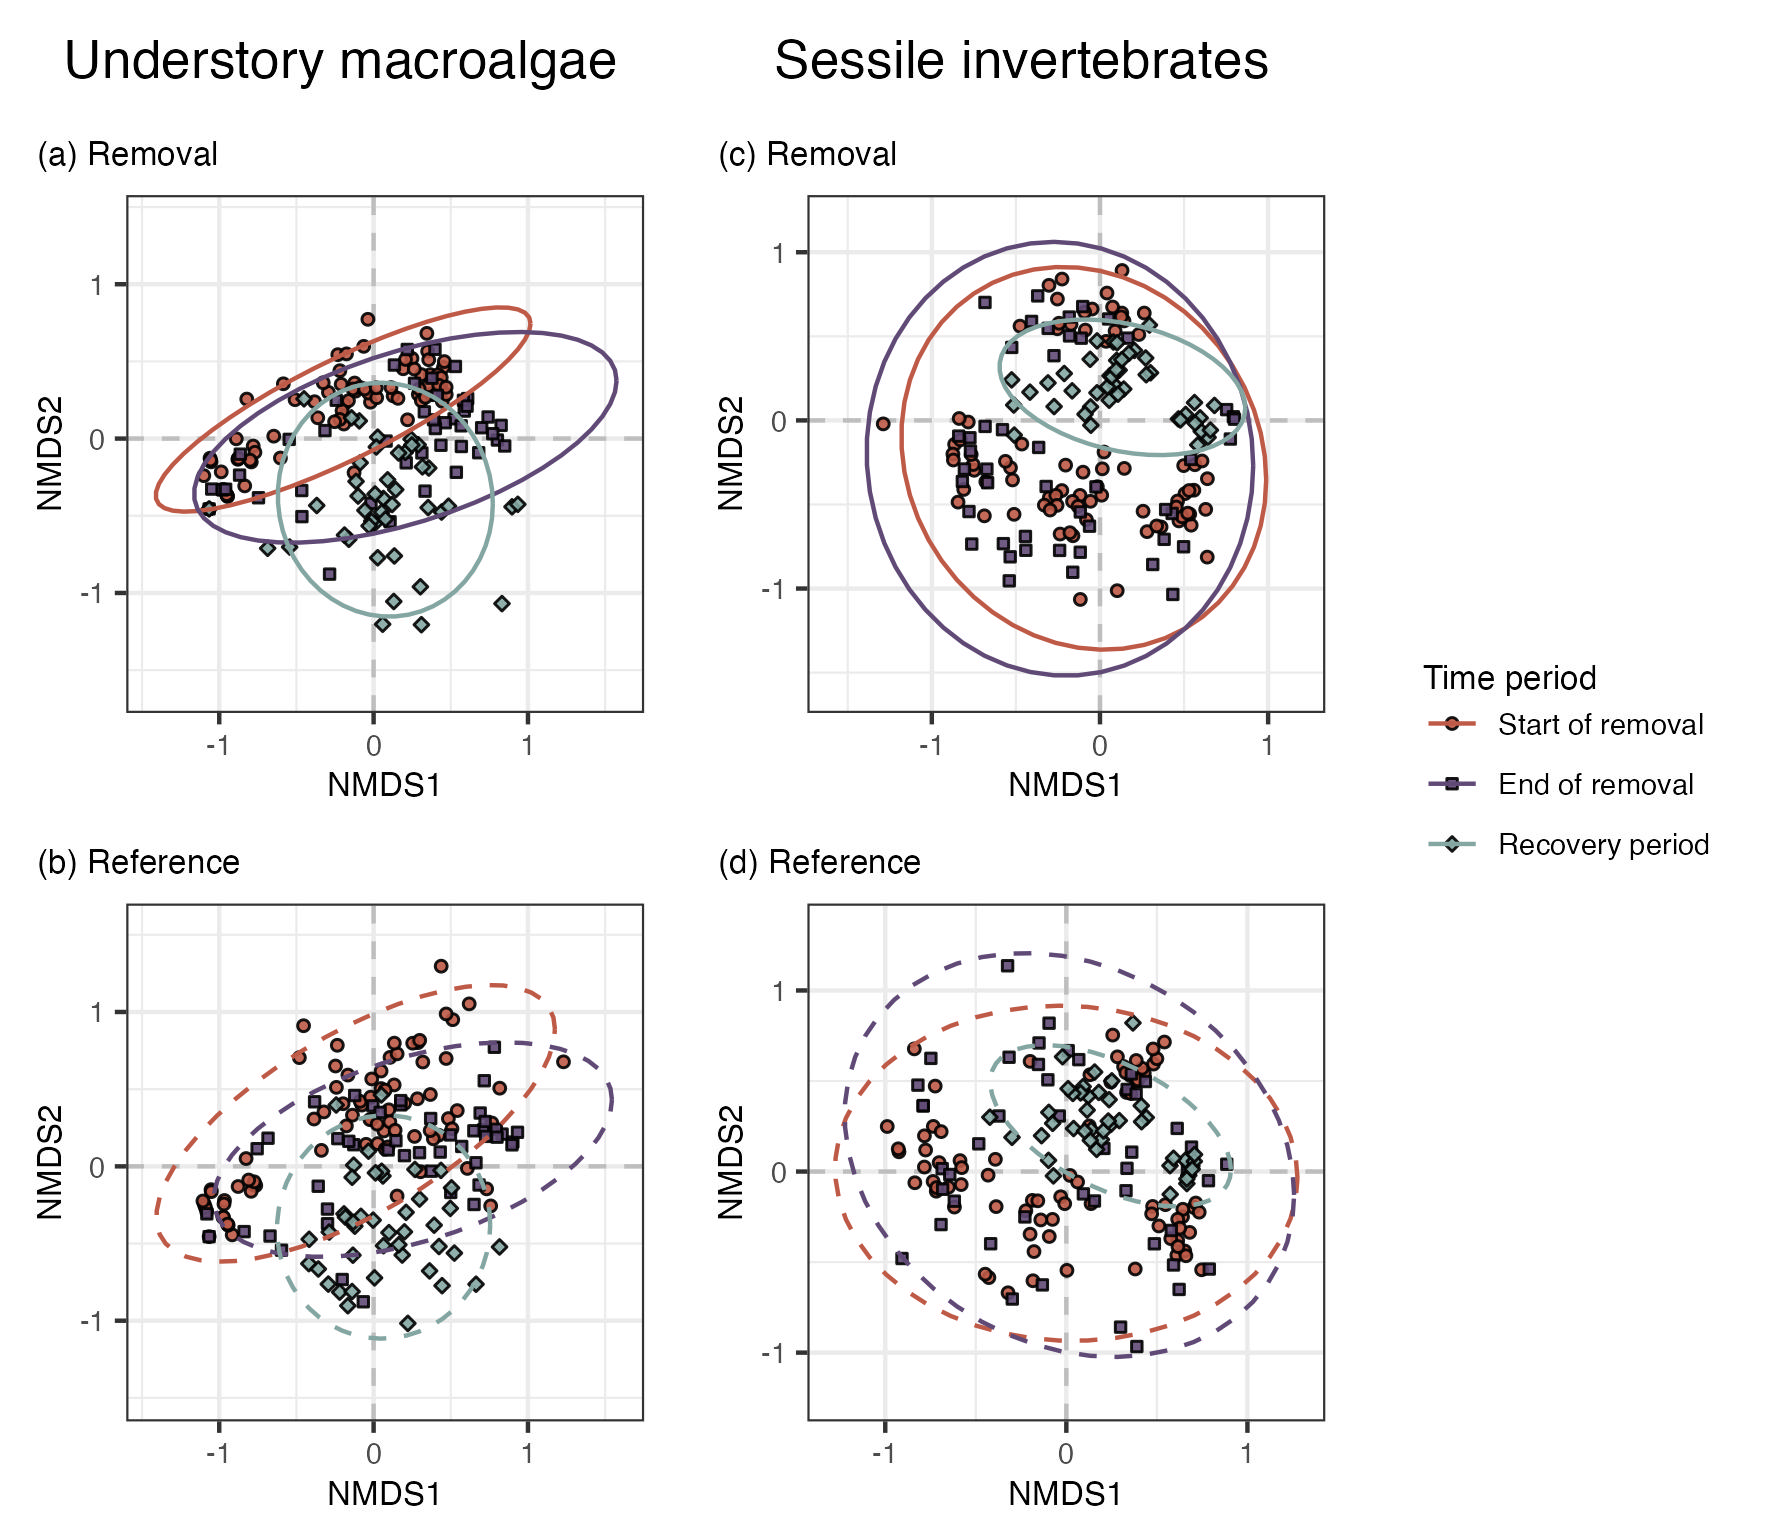 Understory macroalgae
Sessile invertebrates
(a) Removal
1
0
-1
NMDS2
-1 0 1
NMDS1
(c) Removal
1
0
-1
NMDS2
-1 0 1
NMDS1
(b) Reference
1
0
-1
NMDS2
-1 0 1
NMDS1
(d) Reference
1
0
-1
NMDS2
-1 0 1
NMDS1
Time period
Start of removal
End of removal
Recovery period